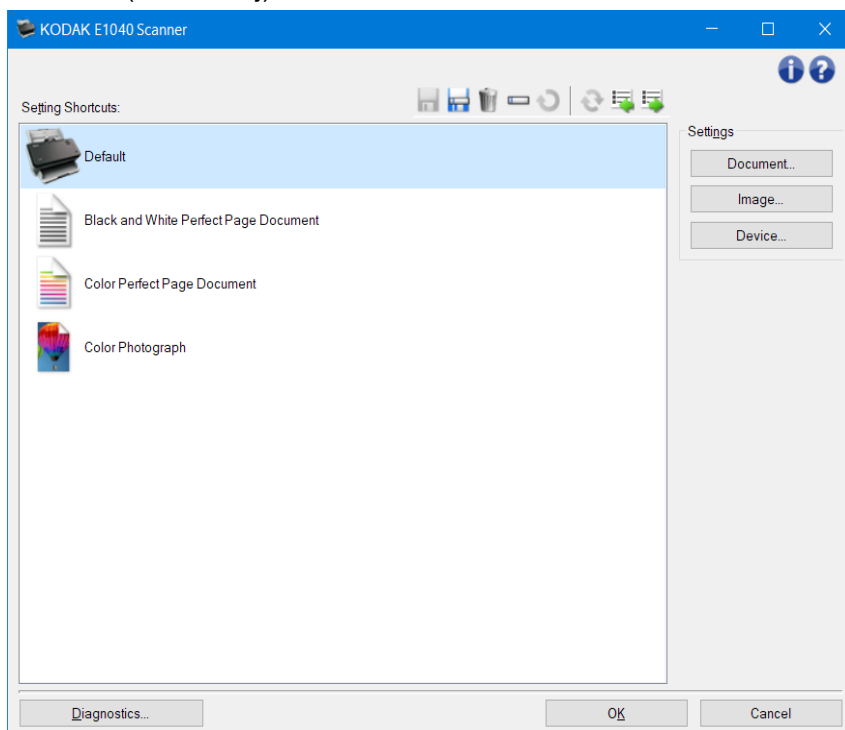 KODAK E1040 Scanner
Setting Shortcuts:
Default
Black and White Perfect Page Document
Color Perfect Page Document
Color Photograph
Settings
Document...
Image...
Device...
Diagnostics...
OK
Cancel